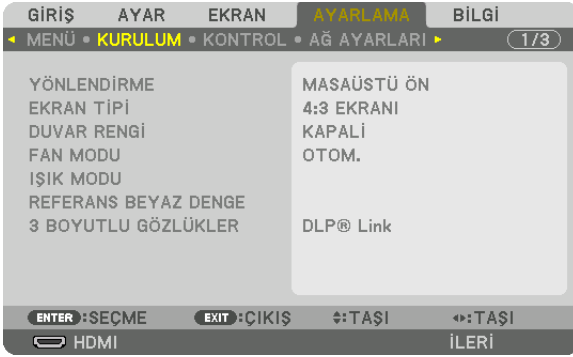 GİRİŞ AYAR EKRAN AYARLAMA BİLGİ
◄ MENÜ • KURULUM • KONTROL • AĞ AYARLARI ► 1/3
YÖNLENDİRME MASAÜSTÜ ÖN
EKRAN TİPİ 4:3 EKRANI
DUVAR RENGİ KAPALİ
FAN MODU OTOM.
IŞIK MODU
REFERANS BEYAZ DENGE
3 BOYUTLU GÖZLÜKLER DLP® Link
ENTER :SEÇME EXIT :ÇIKIŞ ♦:TAŞI ◄►:TAŞI
HDMI İLERİ